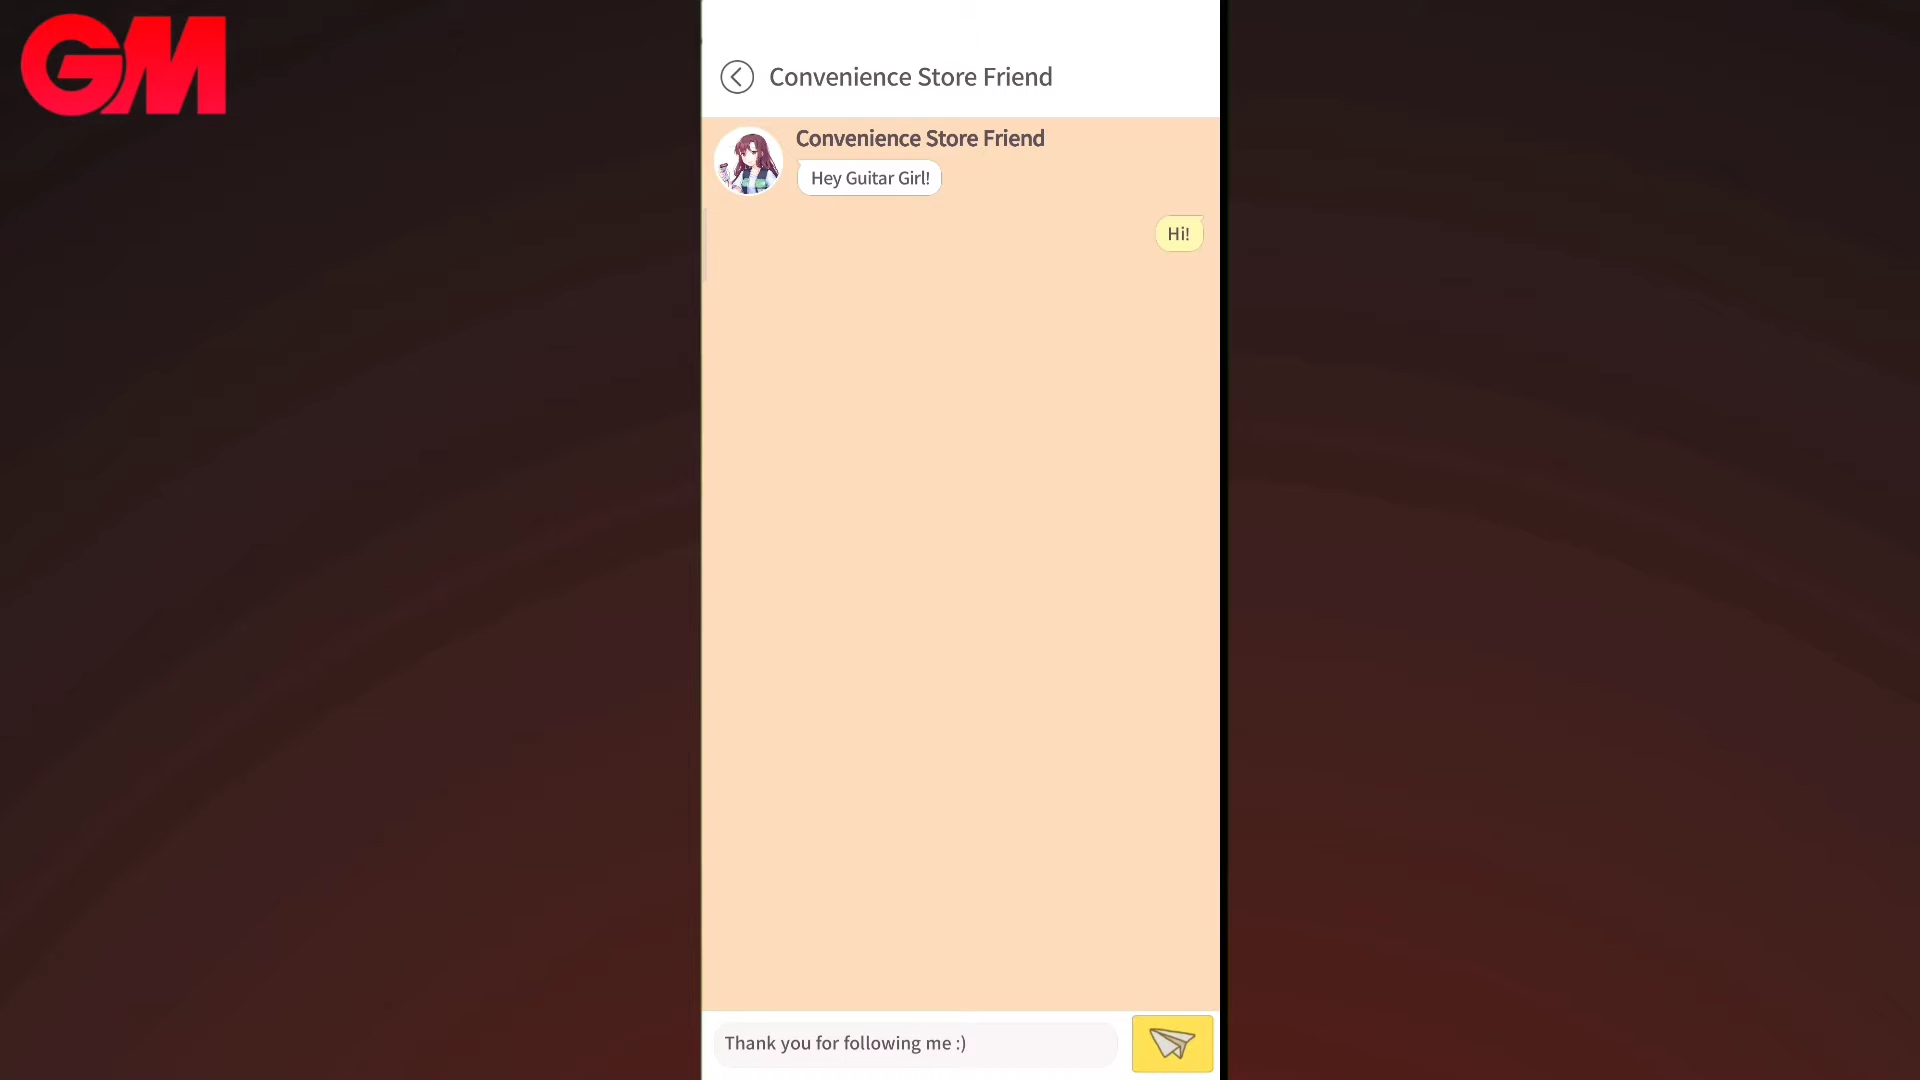 GM
Convenience Store Friend
Convenience Store Friend
Hey Guitar Girl!
Hi!
Thank you for following me :)